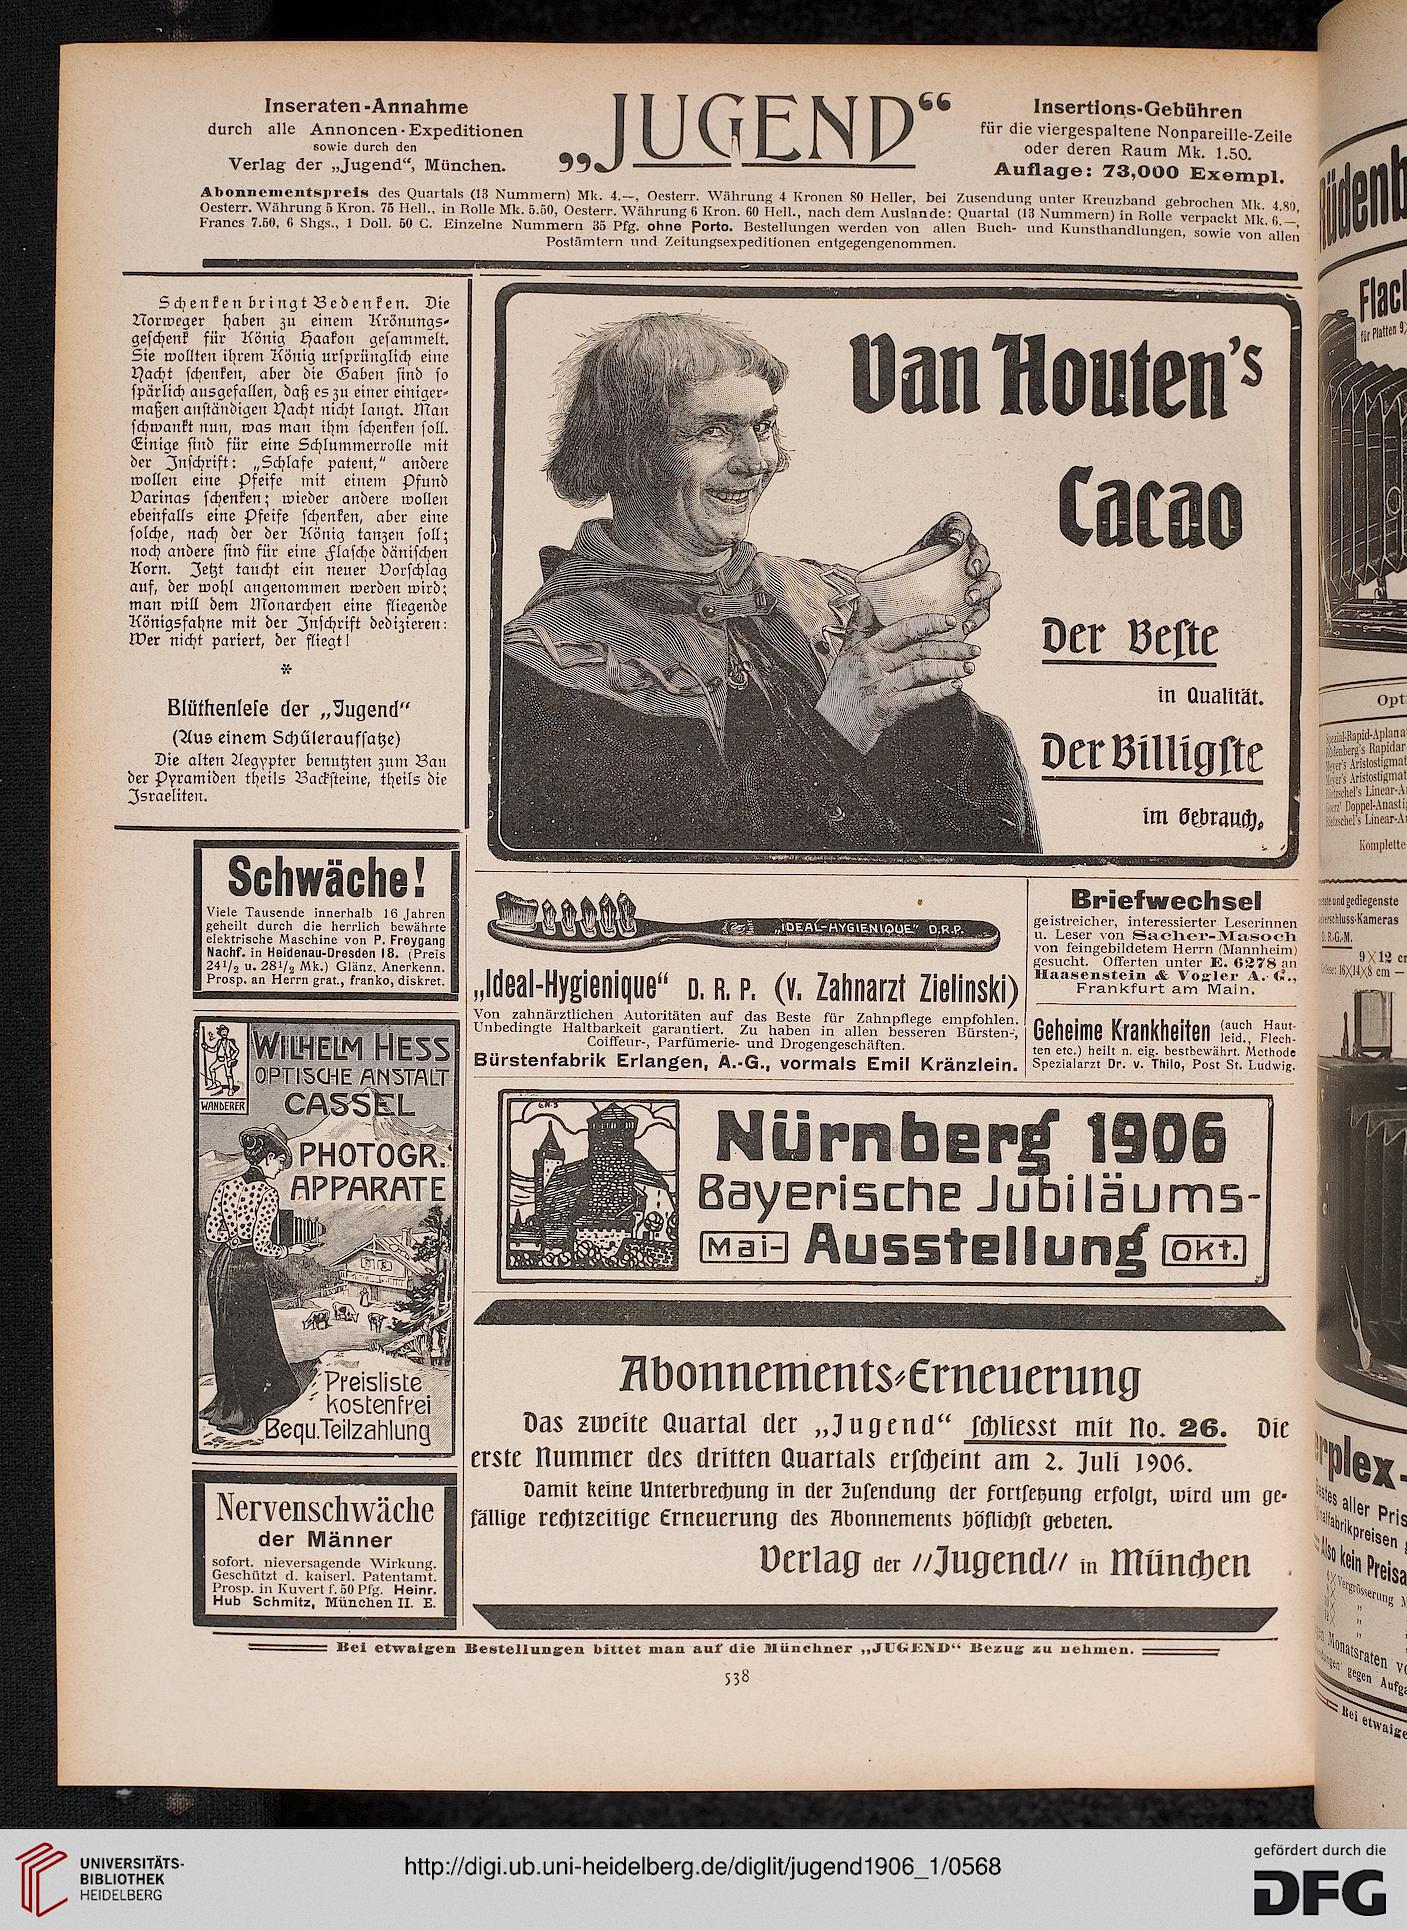 Inseraten-Annahme
durch alle Annoncen-Expeditionen
sowie durch den
Verlag der „Jugend“, München.
„JUGEND“
Insertions-Gebühren
für die viergespaltene Nonpareille-Zeile
oder deren Raum Mk. 1.50.
Auflage: 73,000 Exempl.
Abonnementspreis des Quartals (13 Nummern) Mk. 4.—, Oesterr. Währung 4 Kronen 80 Heller, bei Zusendung unter Kreuzband gebrochen Mk. 4.80,
Oesterr. Währung 5 Kron. 75 Hell., in Rolle Mk. 5.50, Oesterr. Währung 6 Kron. 60 Hell., nach dem Auslande: Quartal (13 Nummern) in Rolle verpackt Mk. 6.—,
Francs 7.50, 6 Shgs., 1 Doll. 50 C. Einzelne Nummern 35 Pfg. ohne Porto. Bestellungen werden von allen Buch- und Kunsthandlungen, sowie von allen
Postämtern und Zeitungsexpeditionen entgegengenommen.
Schenken bringt Bedenken. Die
Norweger haben zu einem Krönungs-
geschenk für König Haakon gesammelt.
Sie wollten ihrem König ursprünglich eine
Yacht schenken, aber die Gaben sind so
spärlich ausgefallen, daß es zu einer einiger-
maßen anständigen Yacht nicht langt. Man
schwankt nun, was man ihm schenken soll.
Einige sind für eine Schlummerrolle mit
der Inschrift: „Schlafe patent,“ andere
wollen eine Pfeife mit einem Pfund
Varinas schenken; wieder andere wollen
ebenfalls eine Pfeife schenken, aber eine
solche, nach der der König tanzen soll;
noch andere sind für eine Flasche dänischen
Korn. Jetzt taucht ein neuer Vorschlag
auf, der wohl angenommen werden wird;
man will dem Monarchen eine fliegende
Königsfahne mit der Inschrift dedizieren:
Wer nicht pariert, der fliegt!
*
Blüthenlese der „Jugend“
(Aus einem Schüleraufsatze)
Die alten Aegypter benutzten zum Bau
der Pyramiden theils Backsteine, theils die
Israeliten.
Van Houten's
Cacao
Der Beste
in Qualität.
Der Billigste
im Gebrauch.
Schwäche!
Viele Tausende innerhalb 16 Jahren
geheilt durch die herrlich bewährte
elektrische Maschine von P. Freygang
Nachf. in Heidenau-Dresden 18. (Preis
24½ u. 28½ Mk.) Glänz. Anerkenn.
Prosp. an Herrn grat., franko, diskret.
WANDERER
WILHELM HESS
OPTISCHE ANSTALT
CASSEL
PHOTOGR.
APPARATE
Preisliste
kostenfrei
Bequ. Teilzahlung
Nervenschwäche
der Männer
sofort. nieversagende Wirkung.
Geschützt d. kaiserl. Patentamt.
Prosp. in Kuvert f. 50 Pfg. Heinr.
Hub Schmitz, München II. E.
„IDEAL-HYGIENIQUE“ D.R.P.
„Ideal-Hygienique“ D. R. P. (v. Zahnarzt Zielinski)
Von zahnärztlichen Autoritäten auf das Beste für Zahnpflege empfohlen.
Unbedingte Haltbarkeit garantiert. Zu haben in allen besseren Bürsten-,
Coiffeur-, Parfümerie- und Drogengeschäften.
Bürstenfabrik Erlangen, A.-G., vormals Emil Kränzlein.
Briefwechsel
geistreicher, interessierter Leserinnen
u. Leser von Sacher-Masoch
von feingebildetem Herrn (Mannheim)
gesucht. Offerten unter E. 6278 an
Haasenstein & Vogler A. G.,
Frankfurt am Main.
Geheime Krankheiten (auch Haut-
leid., Flech-
ten etc.) heilt n. eig. bestbewährt. Methode
Spezialarzt Dr. v. Thilo, Post St. Ludwig.
Nürnberg 1906
Bayerische Jubiläums-
Mai- Ausstellung Okt.
Abonnements-Erneuerung
Das zweite Quartal der „Jugend“ schliesst mit No. 26. Die
erste Nummer des dritten Quartals erscheint am 2. Juli 1906.
Damit keine Unterbrechung in der Zusendung der Fortsetzung erfolgt, wird um ge-
fällige rechtzeitige Erneuerung des Abonnements höflichst gebeten.
Verlag der „Jugend“ in München
Bei etwaigen Bestellungen bittet man auf die Münchner „JUGEND“ Bezug zu nehmen.
538
Flac
für Platten 9
Opt
Komplette
9×12 c
rplex-
UNIVERSITÄTS-
BIBLIOTHEK
HEIDELBERG
http://digi.ub.uni-heidelberg.de/diglit/jugend1906_1/0568
gefördert durch die
DFG